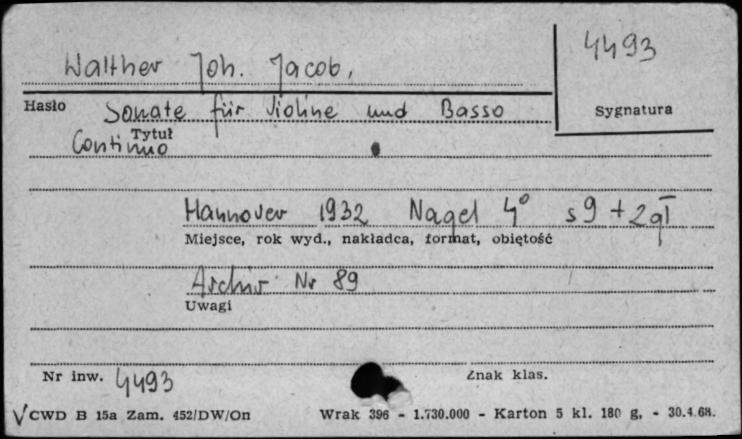 4493
Walther Joh. Jacob,
Hasło
Sygnatura
Sonate für Violine und Basso
Tytuł
Continuo
Hannover 1932 Nagel 4° s 9 + 2 gł
Miejsce, rok wyd., nakładca, format, objętość
Archiv Nr 89
Uwagi
Nr inw. 4493
Znak klas.
CWD B 15a Zam. 452/DW/On Wrak 396 - 1.730.000 - Karton 5 kl. 180 g. - 30.4.68.